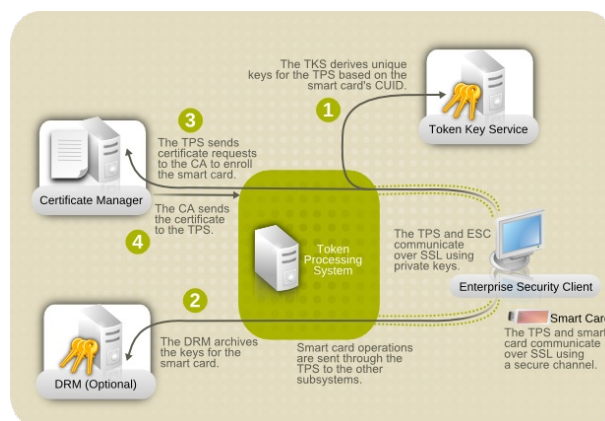 The TKS derives unique
keys for the TPS based on the
smart card's CUID.
1
Token Key Service
3
The TPS sends
certificate requests
to the CA to enroll
the smart card.
Certificate Manager
The CA sends
the certificate
to the TPS.
4
Token
Processing
System
The TPS and ESC
communicate
over SSL using
private keys.
Enterprise Security Client
2
The DRM archives
the keys for the
smart card.
DRM (Optional)
Smart card operations
are sent through the
TPS to the other
subsystems.
Smart Card
The TPS and smart
card communicate
over SSL using
a secure channel.